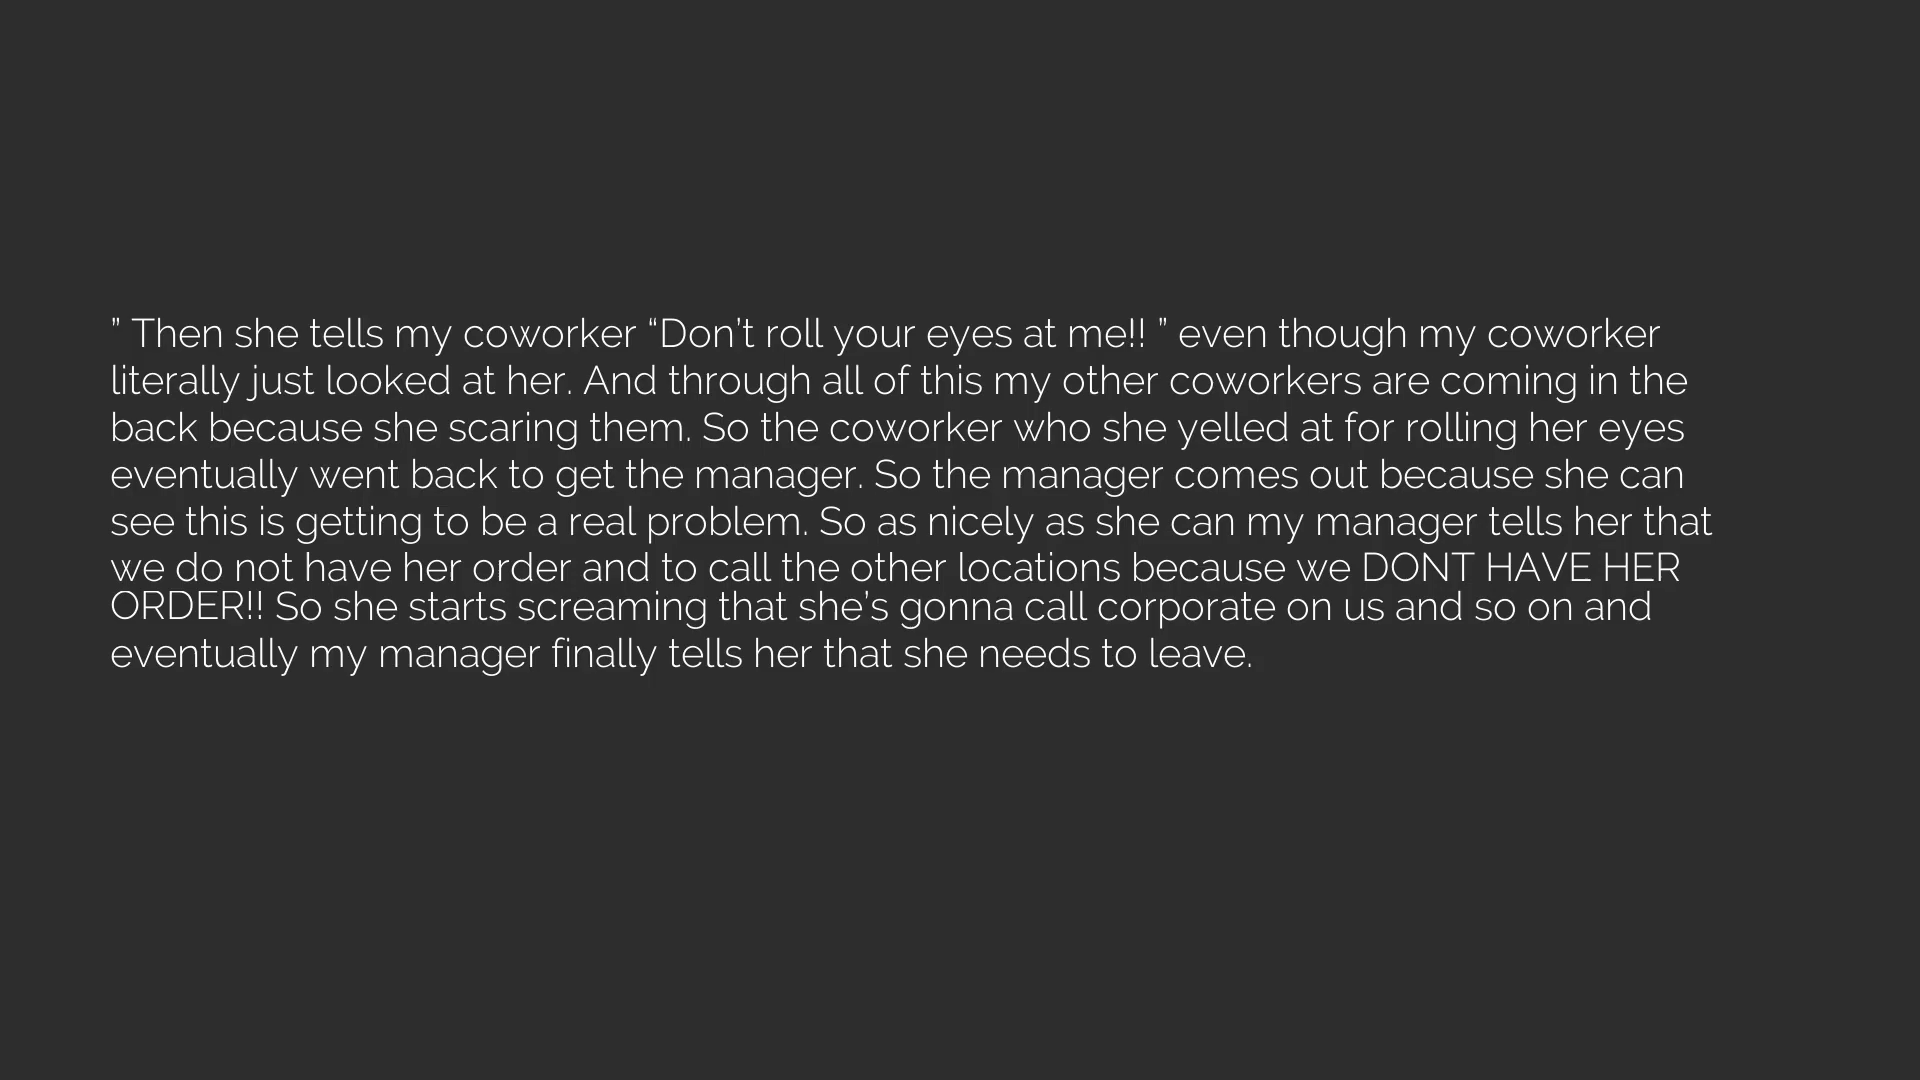 ” Then she tells my coworker “Don’t roll your eyes at me!! ” even though my coworker
literally just looked at her. And through all of this my other coworkers are coming in the
back because she scaring them. So the coworker who she yelled at for rolling her eyes
eventually went back to get the manager. So the manager comes out because she can
see this is getting to be a real problem. So as nicely as she can my manager tells her that
we do not have her order and to call the other locations because we DONT HAVE HER
ORDER!! So she starts screaming that she’s gonna call corporate on us and so on and
eventually my manager finally tells her that she needs to leave.